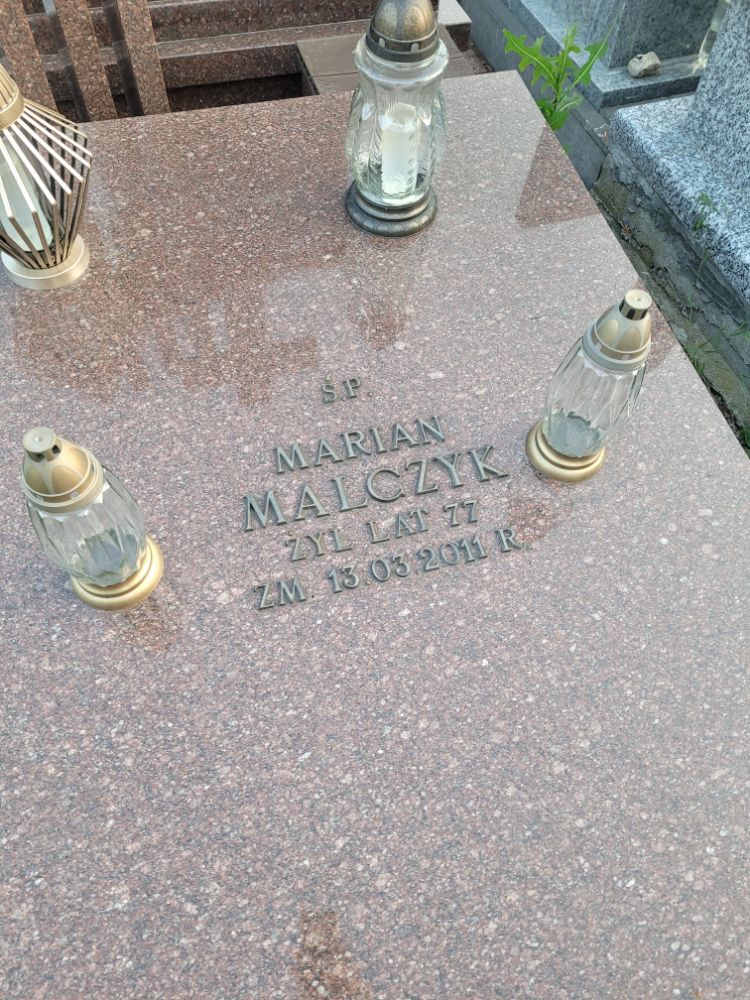 Ś.P.
MARIAN
MALCZYK
ŻYŁ LAT 77
ZM. 13.03.2011 R.